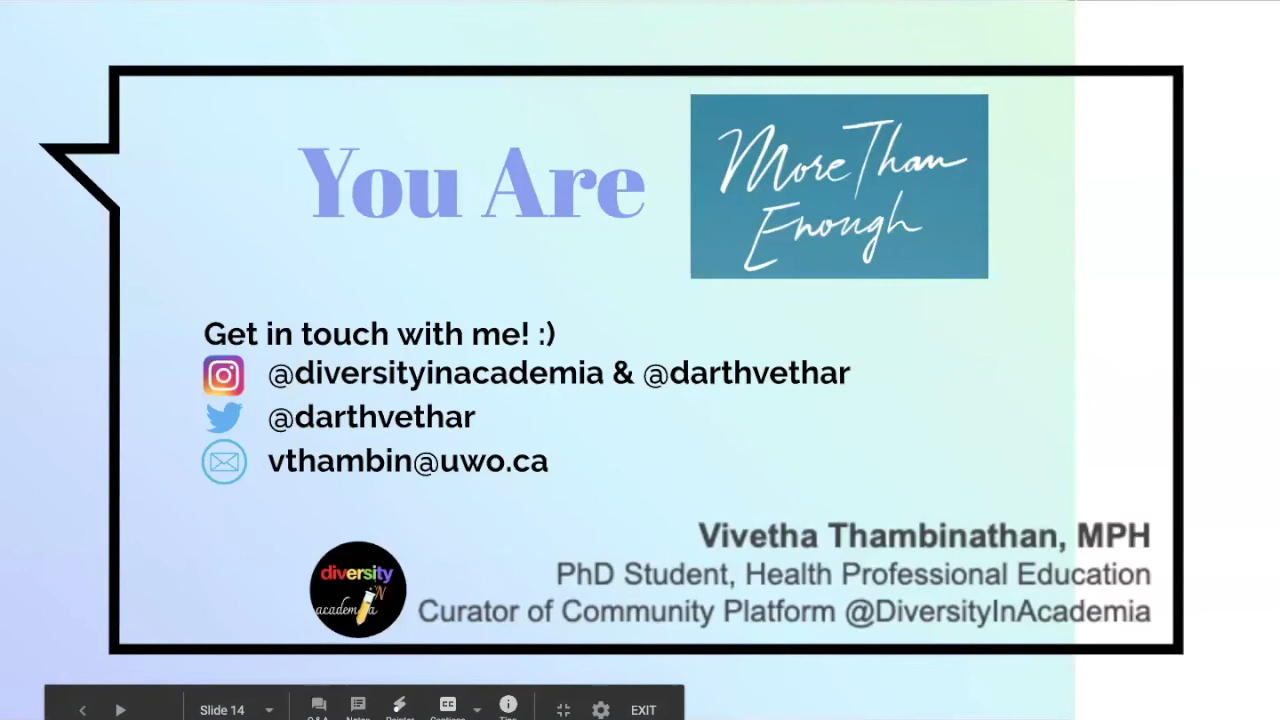 You Are
More Than
Enough
Get in touch with me! :)
@diversityinacademia & @darthvethar
@darthvethar
vthambin@uwo.ca
Vivetha Thambinathan, MPH
PhD Student, Health Professional Education
Curator of Community Platform @DiversityInAcademia
diversity
'N
academia
Slide 14
CC
EXIT